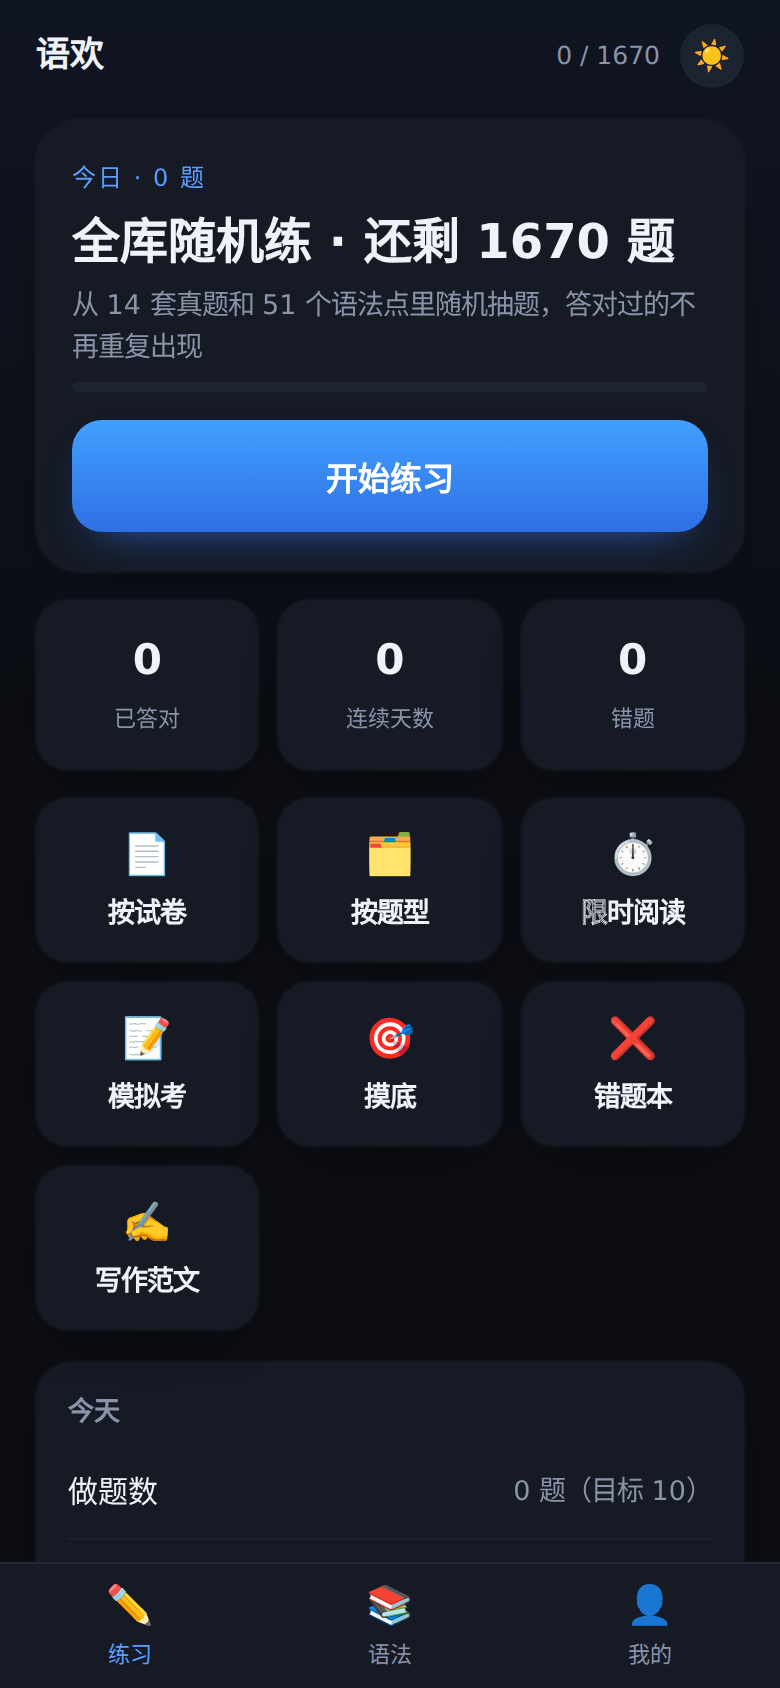 语欢
0 / 1670
今日 · 0 题
全库随机练 · 还剩 1670 题
从 14 套真题和 51 个语法点里随机抽题，答对过的不
再重复出现
开始练习
0
已答对
0
连续天数
0
错题
按试卷
按题型
限时阅读
模拟考
摸底
错题本
写作范文
今天
做题数
0 题（目标 10）
练习
语法
我的